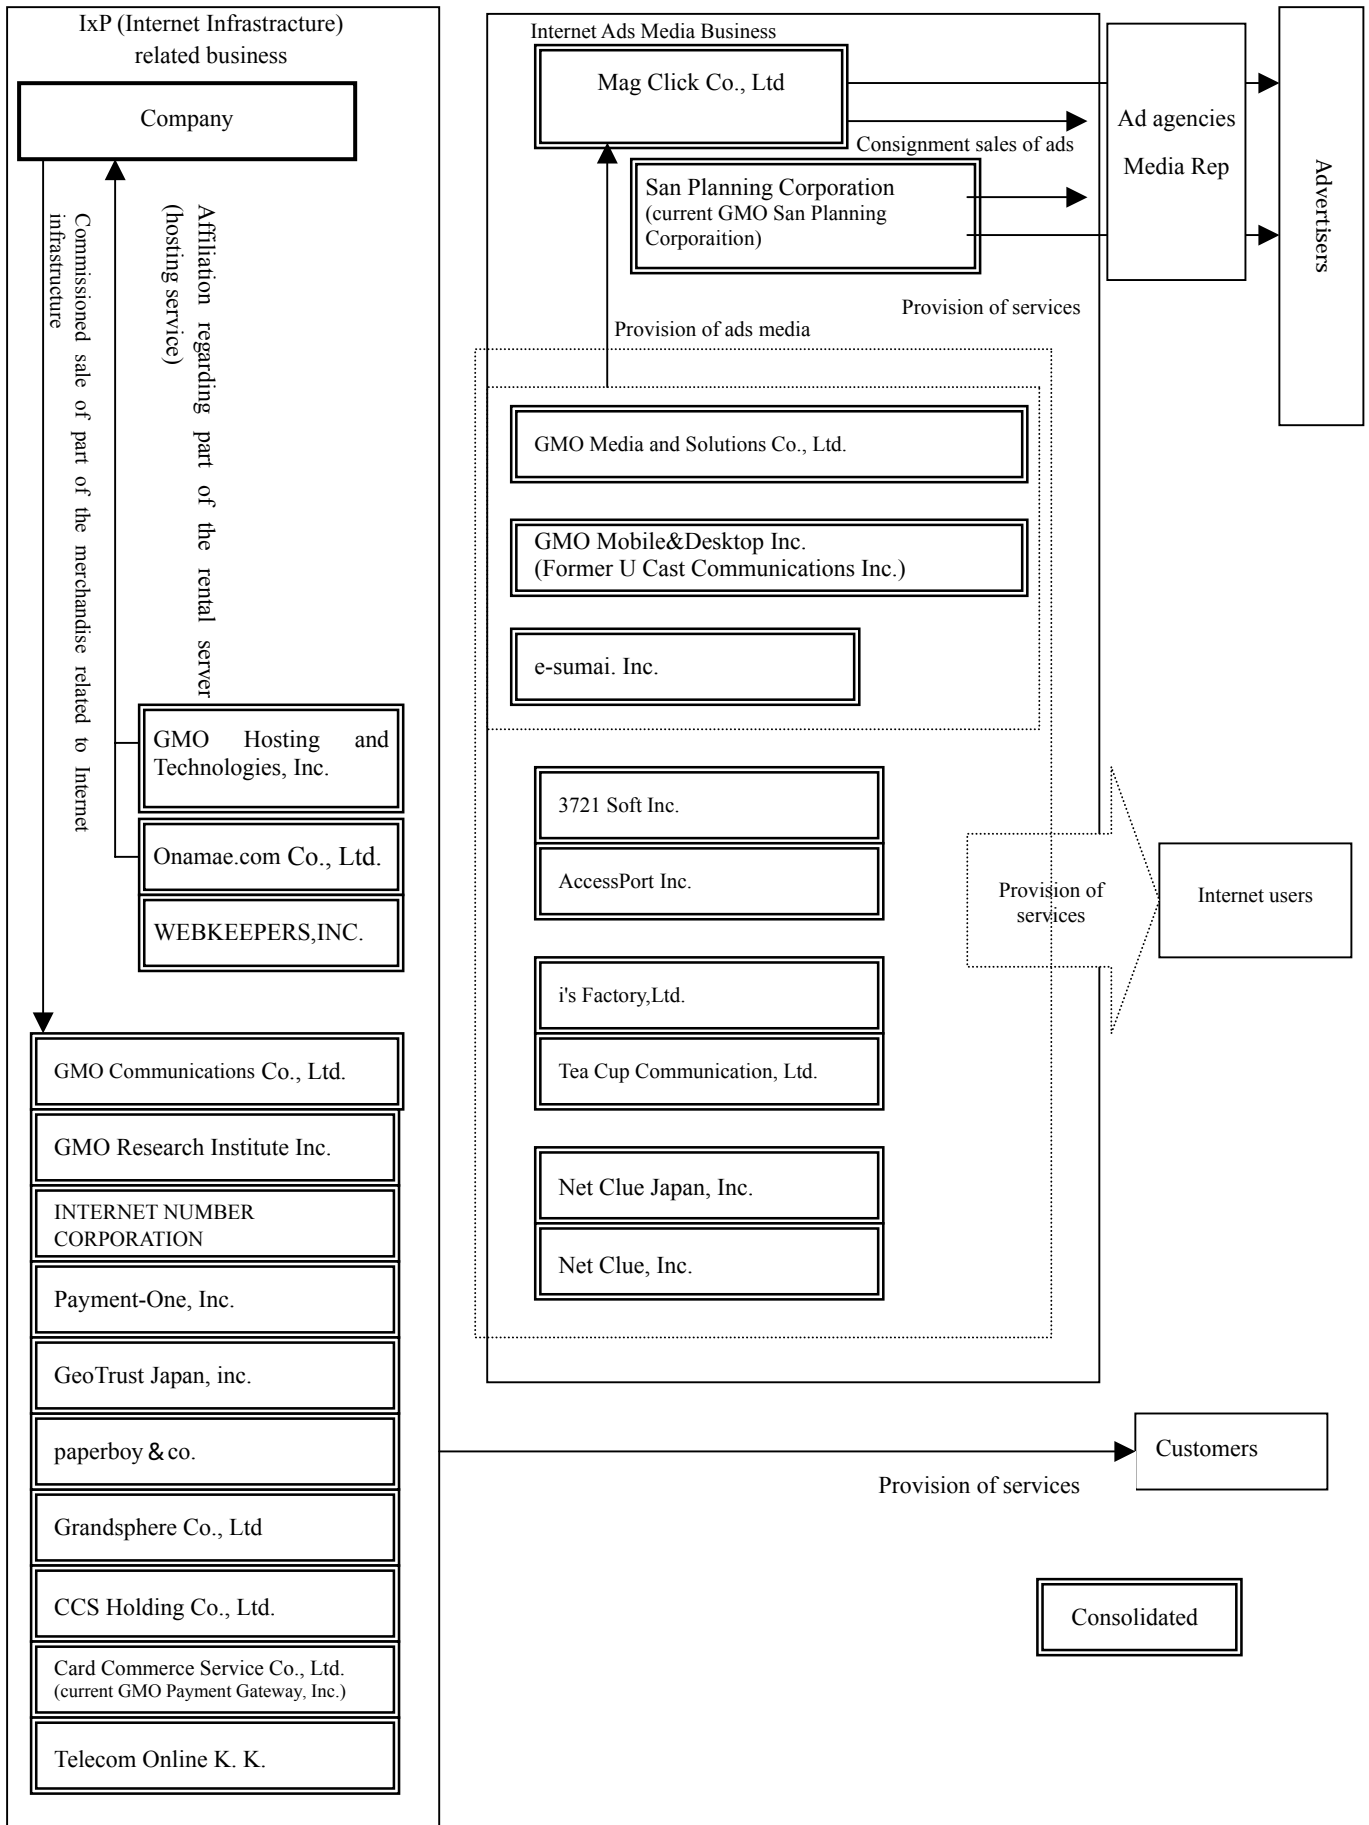 IxP (Internet Infrastracture)
related business
Company
Affiliation regarding part of the rental server
(hosting service)
Commissioned sale of part of the merchandise related to Internet
infrastructure
GMO Hosting and
Technologies, Inc.
Onamae.com Co., Ltd.
WEBKEEPERS,INC.
GMO Communications Co., Ltd.
GMO Research Institute Inc.
INTERNET NUMBER
CORPORATION
Payment-One, Inc.
GeoTrust Japan, inc.
paperboy＆co.
Grandsphere Co., Ltd
CCS Holding Co., Ltd.
Card Commerce Service Co., Ltd.
(current GMO Payment Gateway, Inc.)
Telecom Online K. K.
Internet Ads Media Business
Mag Click Co., Ltd
Consignment sales of ads
San Planning Corporation
(current GMO San Planning
Corporaition)
Provision of services
Provision of ads media
Ad agencies
Media Rep
Advertisers
GMO Media and Solutions Co., Ltd.
GMO Mobile&Desktop Inc.
(Former U Cast Communications Inc.)
e-sumai. Inc.
3721 Soft Inc.
AccessPort Inc.
i's Factory,Ltd.
Tea Cup Communication, Ltd.
Net Clue Japan, Inc.
Net Clue, Inc.
Provision of
services
Internet users
Customers
Provision of services
Consolidated